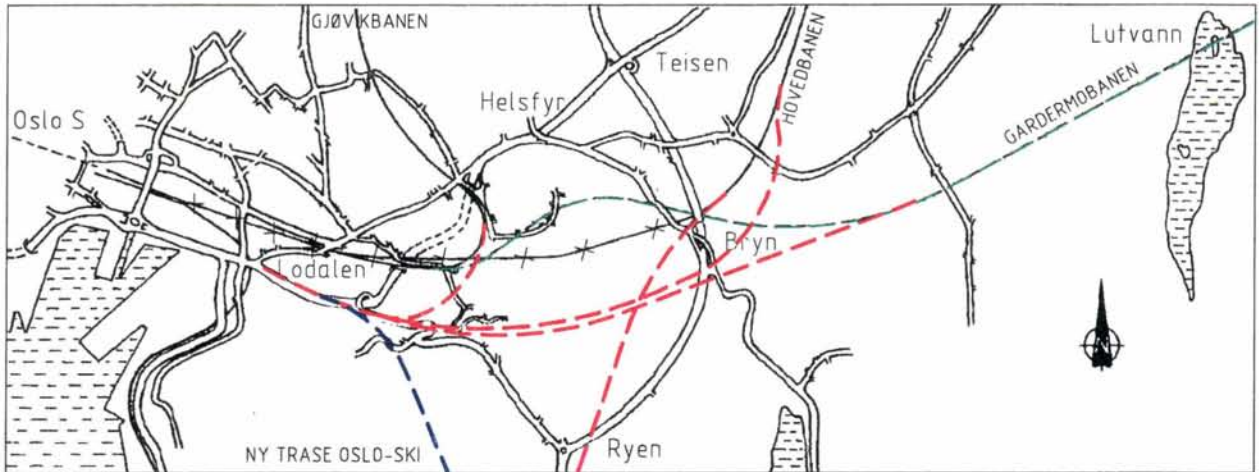 GJØVIKBANEN
Lutvann
Teisen
HOVEDBANEN
Helsfyr
Oslo S
GARDERMOBANEN
Bryn
Lodalen
N
NY TRASE OSLO-SKI
Ryen